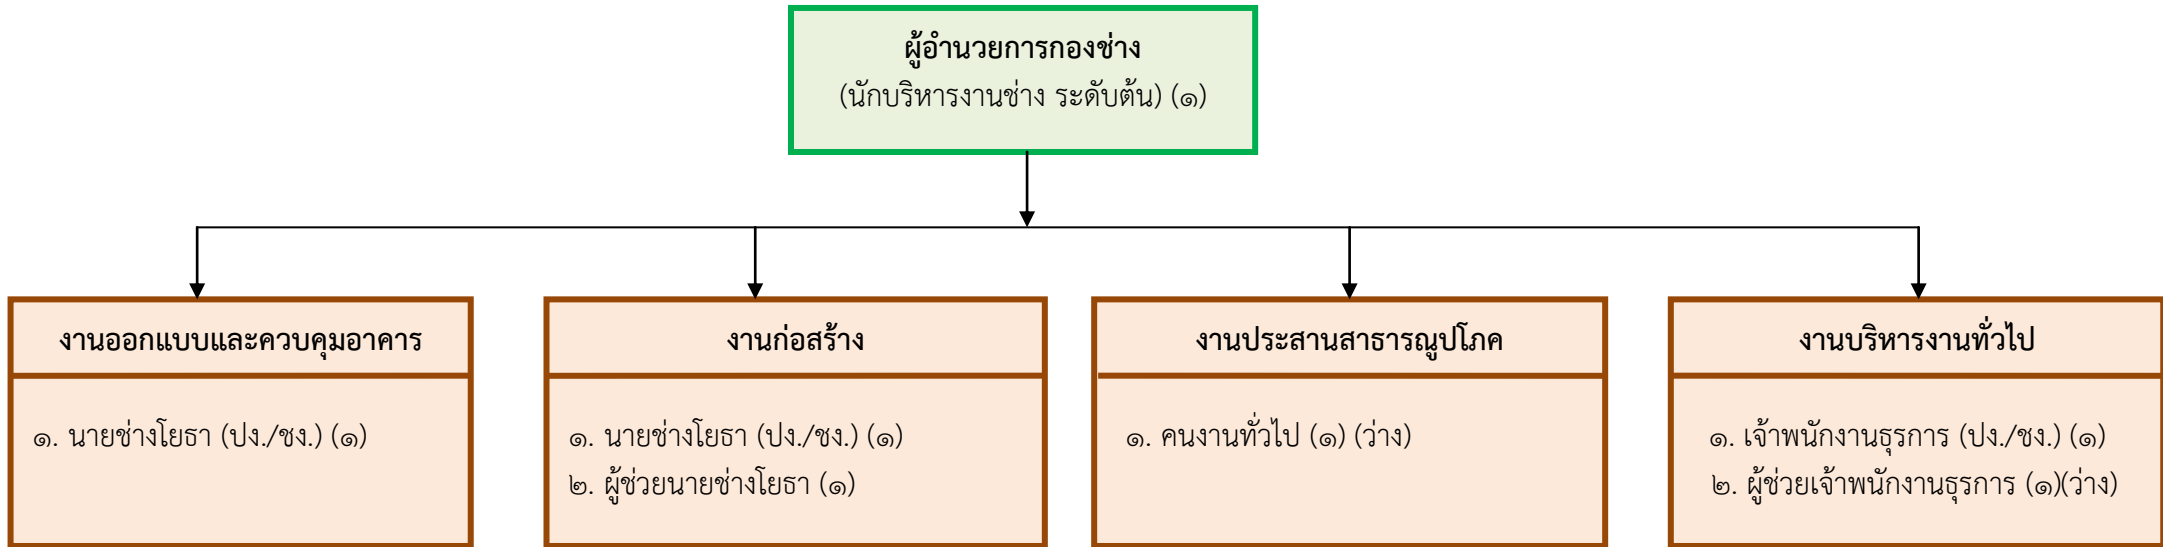 ผู้อำนวยการกองช่าง
(นักบริหารงานช่าง ระดับต้น) (๑)
งานออกแบบและควบคุมอาคาร
๑. นายช่างโยธา (ปง./ชง.) (๑)
งานก่อสร้าง
๑. นายช่างโยธา (ปง./ชง.) (๑)
๒. ผู้ช่วยนายช่างโยธา (๑)
งานประสานสาธารณูปโภค
๑. คนงานทั่วไป (๑) (ว่าง)
งานบริหารงานทั่วไป
๑. เจ้าพนักงานธุรการ (ปง./ชง.) (๑)
๒. ผู้ช่วยเจ้าพนักงานธุรการ (๑)(ว่าง)